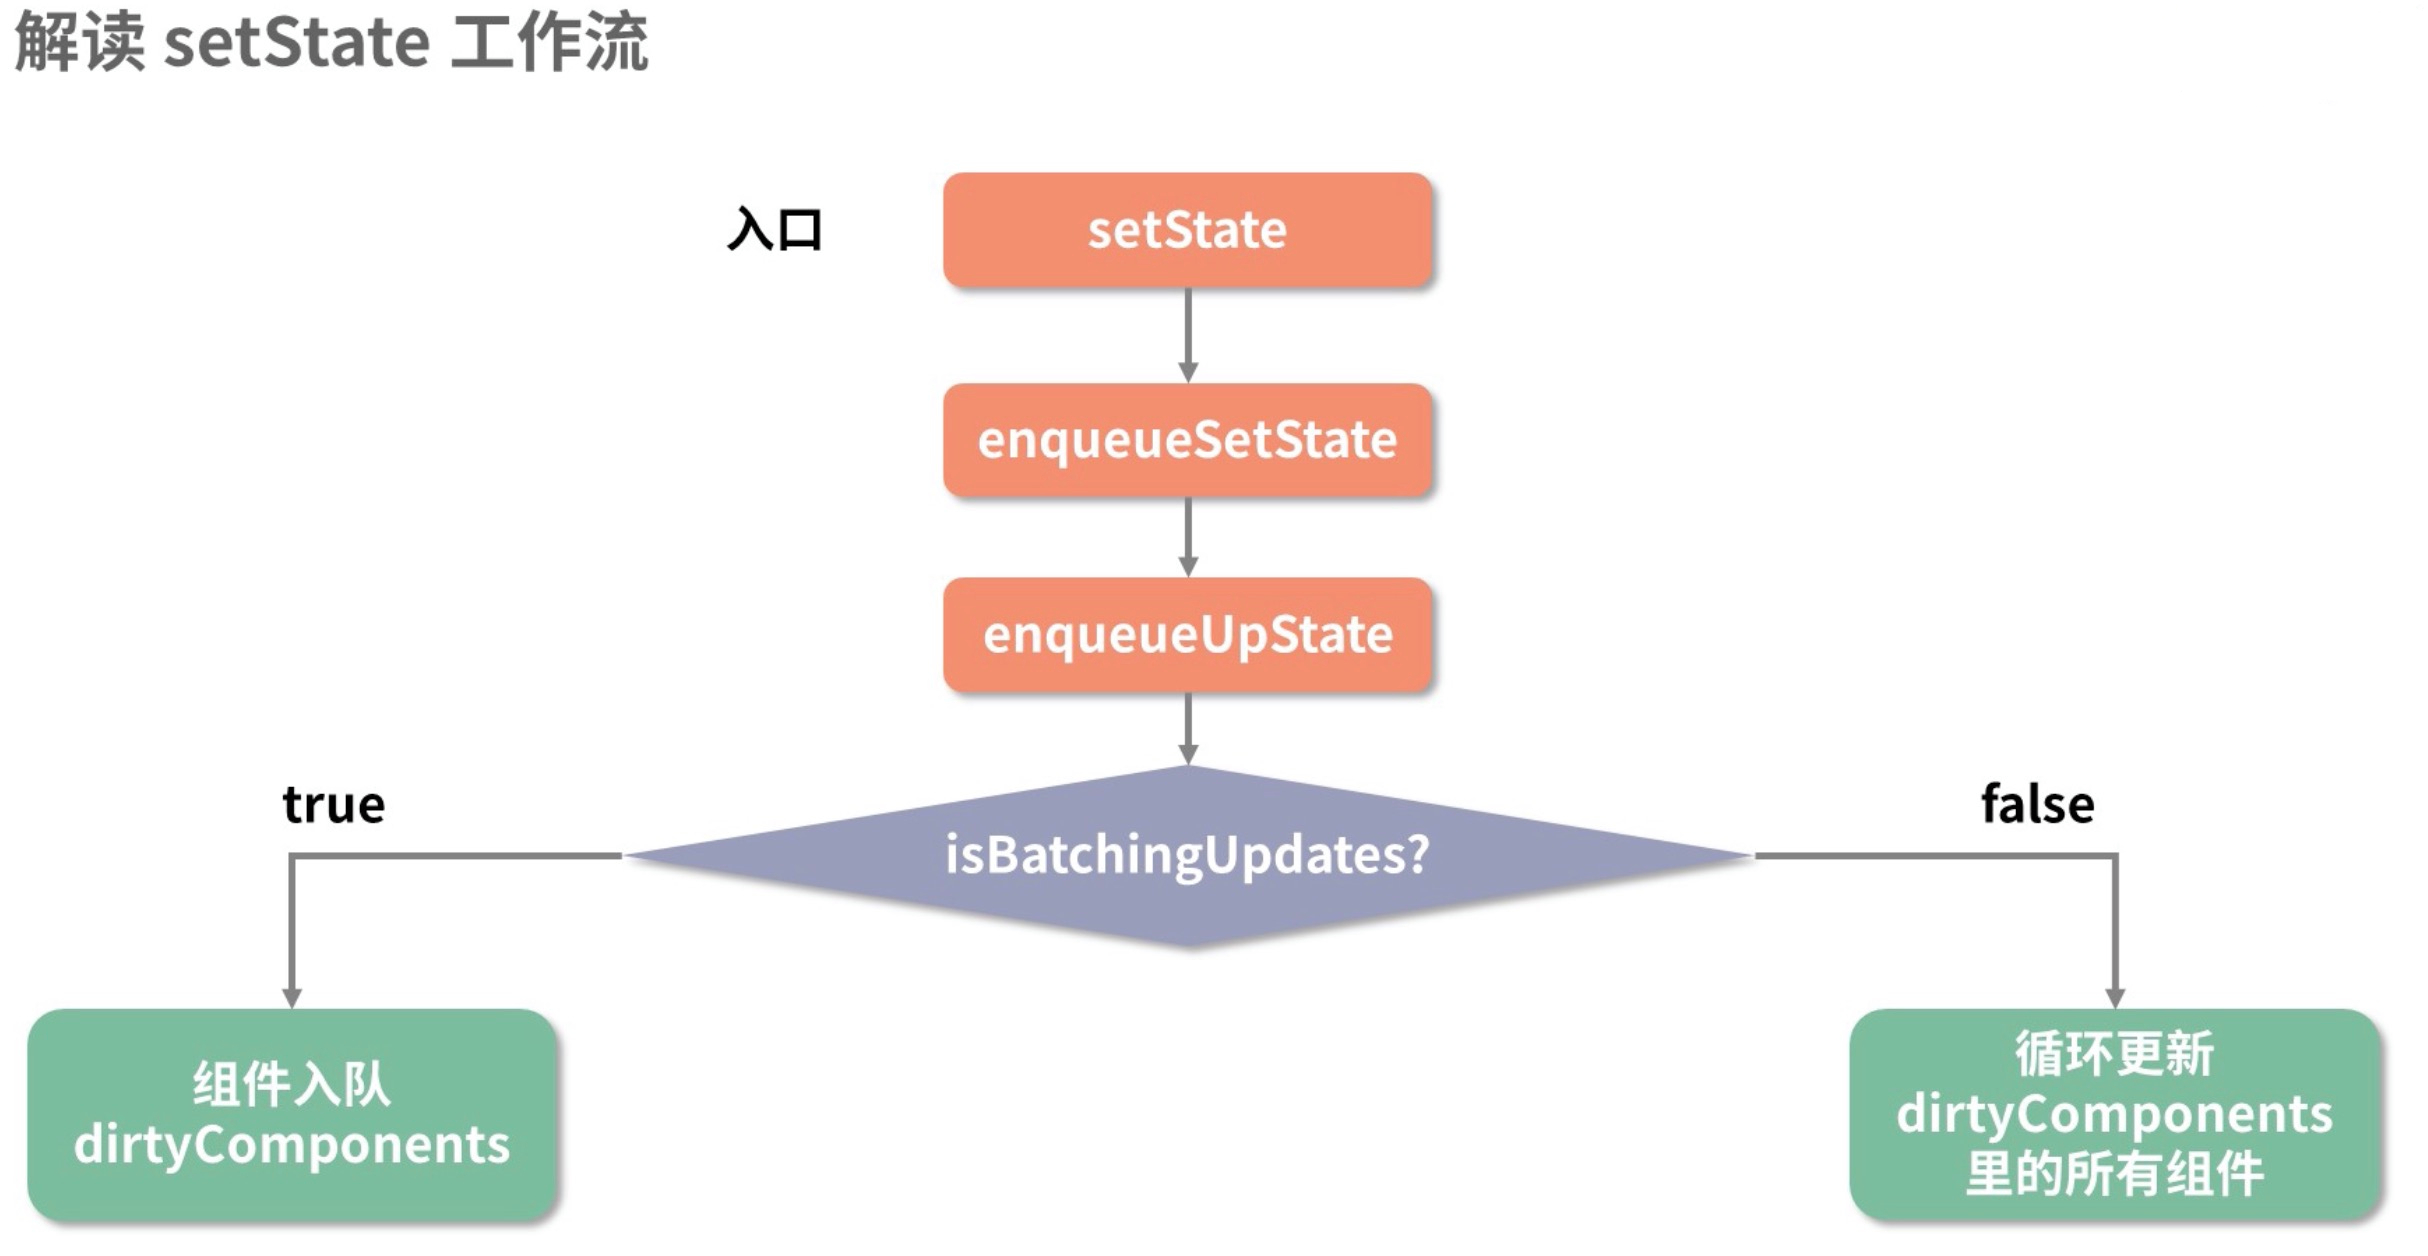 解读 setState 工作流
入口
setState
enqueueSetState
enqueueUpState
true
isBatchingUpdates?
false
组件入队
dirtyComponents
循环更新
dirtyComponents
里的所有组件